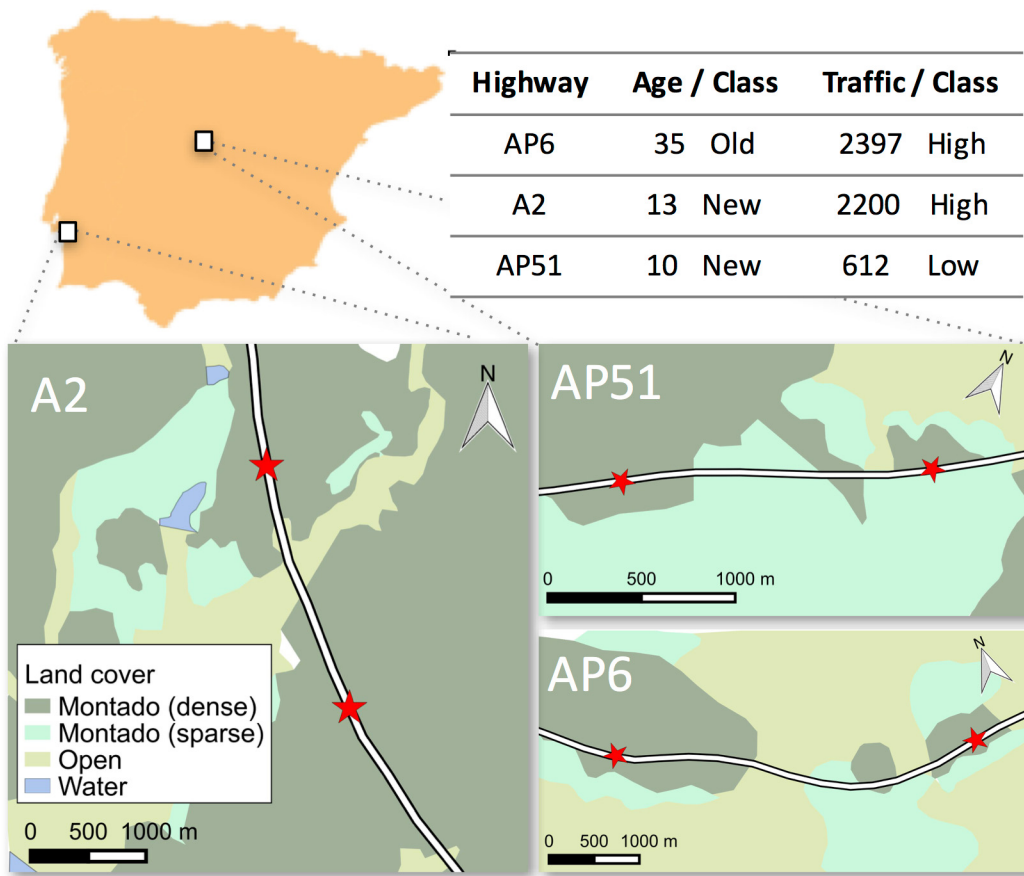 Highway Age / Class Traffic / Class
AP6 35 Old 2397 High
A2 13 New 2200 High
AP51 10 New 612 Low
A2
N
Land cover
Montado (dense)
Montado (sparse)
Open
Water
0 500 1000 m
AP51
N
0 500 1000 m
AP6
N
0 500 1000 m